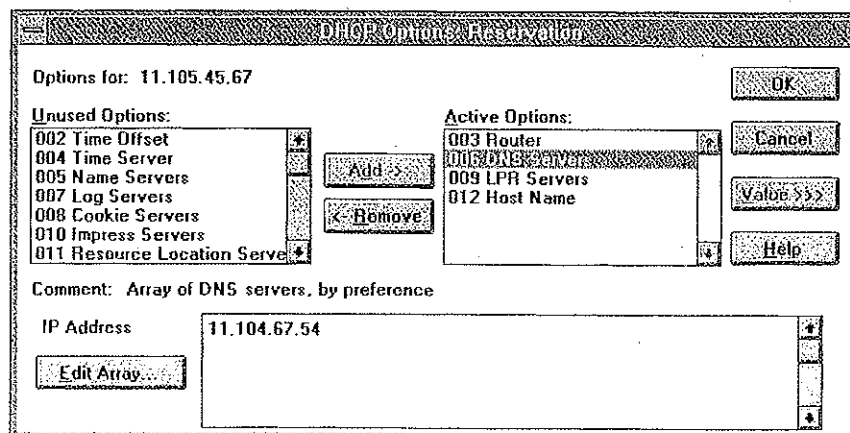 DHCP Options: Reservation
Options for: 11.105.45.67
OK
Unused Options:
002 Time Offset
004 Time Server
005 Name Servers
007 Log Servers
008 Cookie Servers
010 Impress Servers
011 Resource Location Serve
Add ->
<- Remove
Active Options:
003 Router
006 DNS Servers
009 LPR Servers
012 Host Name
Cancel
Value >>>
Help
Comment: Array of DNS servers, by preference
IP Address
11.104.67.54
Edit Array...